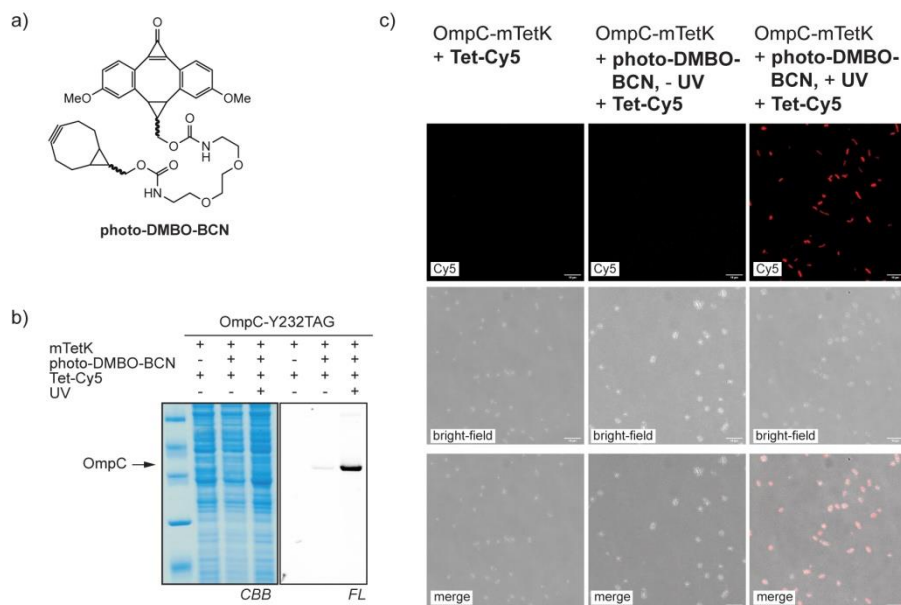 a)
O
MeO
OMe
O
O
N
H
O
O
O
O
N
H
O
photo-DMBO-BCN
b)
OmpC-Y232TAG
mTetK + + + + + +
photo-DMBO-BCN - + + - + +
Tet-Cy5 + + + + + +
UV - - + - - +
OmpC
CBB
FL
c)
OmpC-mTetK
+ Tet-Cy5
OmpC-mTetK
+ photo-DMBO-
BCN, - UV
+ Tet-Cy5
OmpC-mTetK
+ photo-DMBO-
BCN, + UV
+ Tet-Cy5
Cy5
Cy5
Cy5
bright-field
bright-field
bright-field
merge
merge
merge